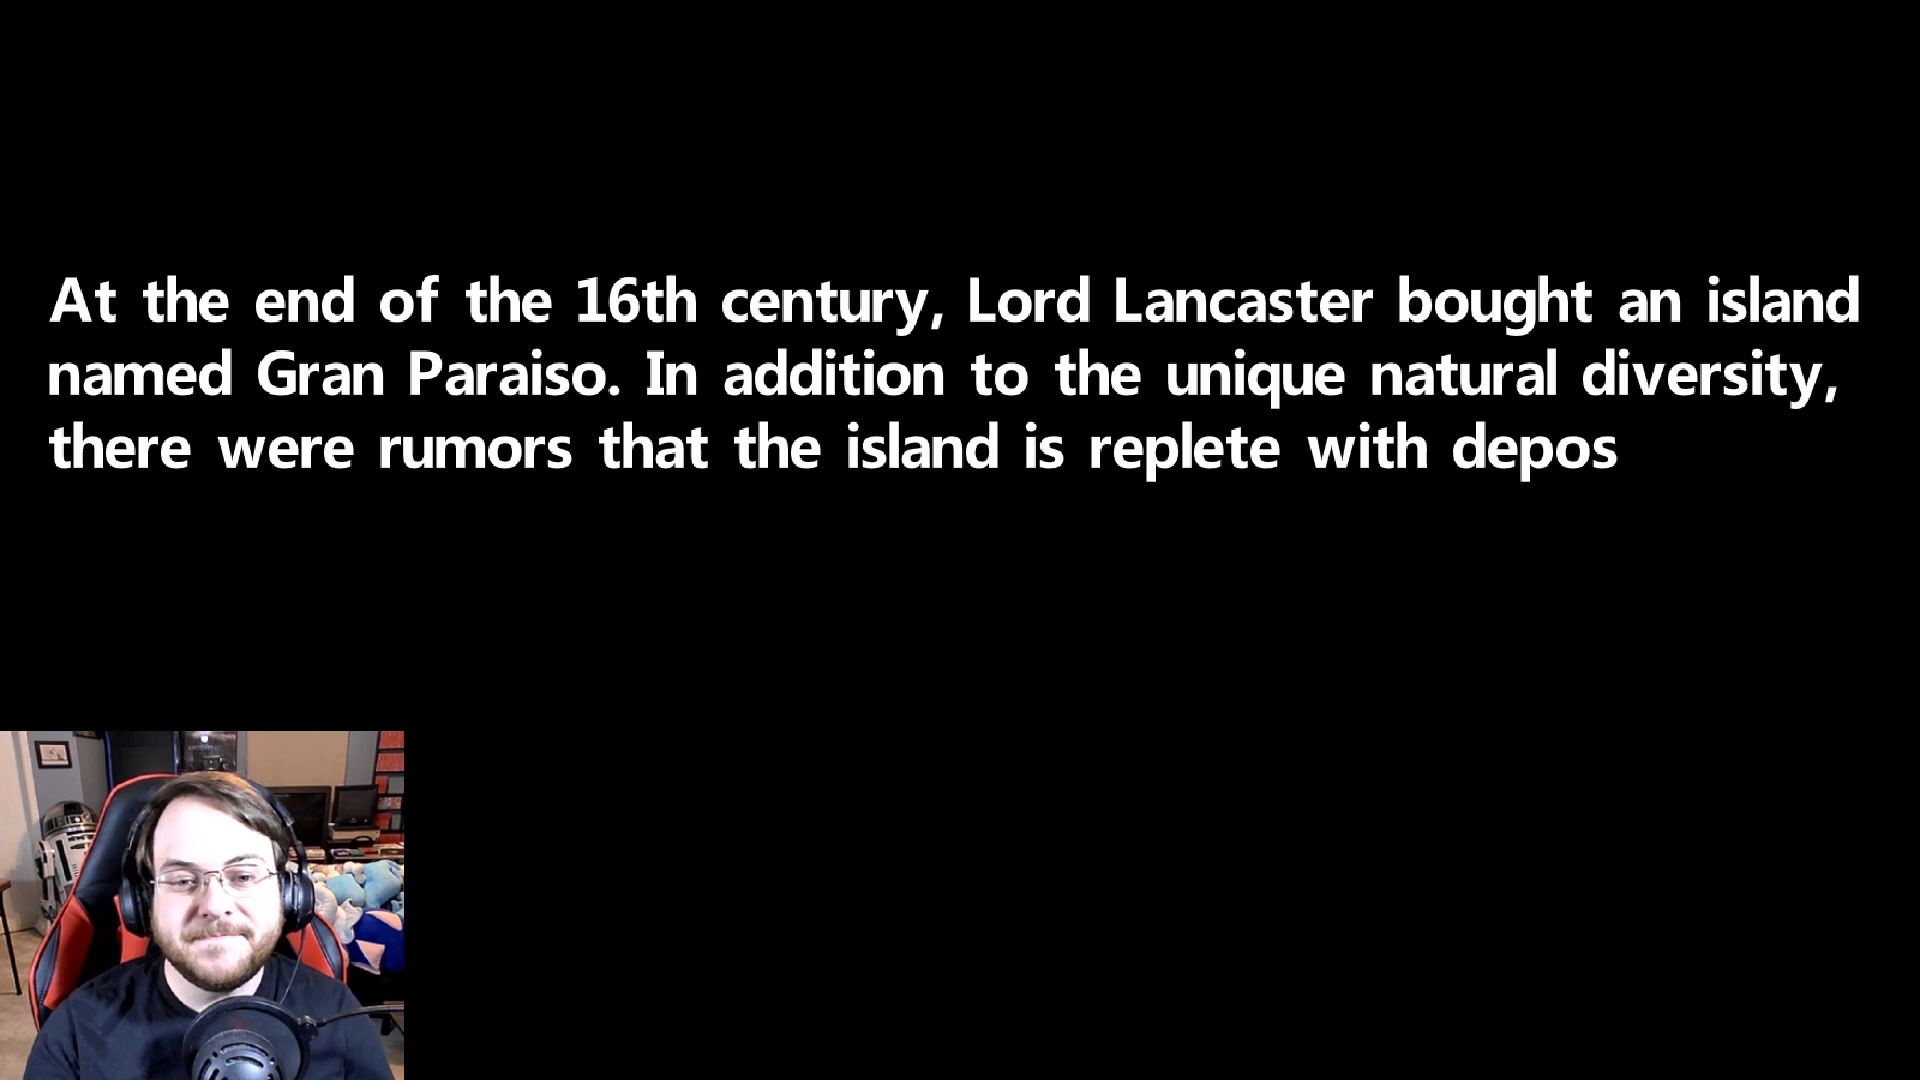 At the end of the 16th century, Lord Lancaster bought an island
named Gran Paraiso. In addition to the unique natural diversity,
there were rumors that the island is replete with depos